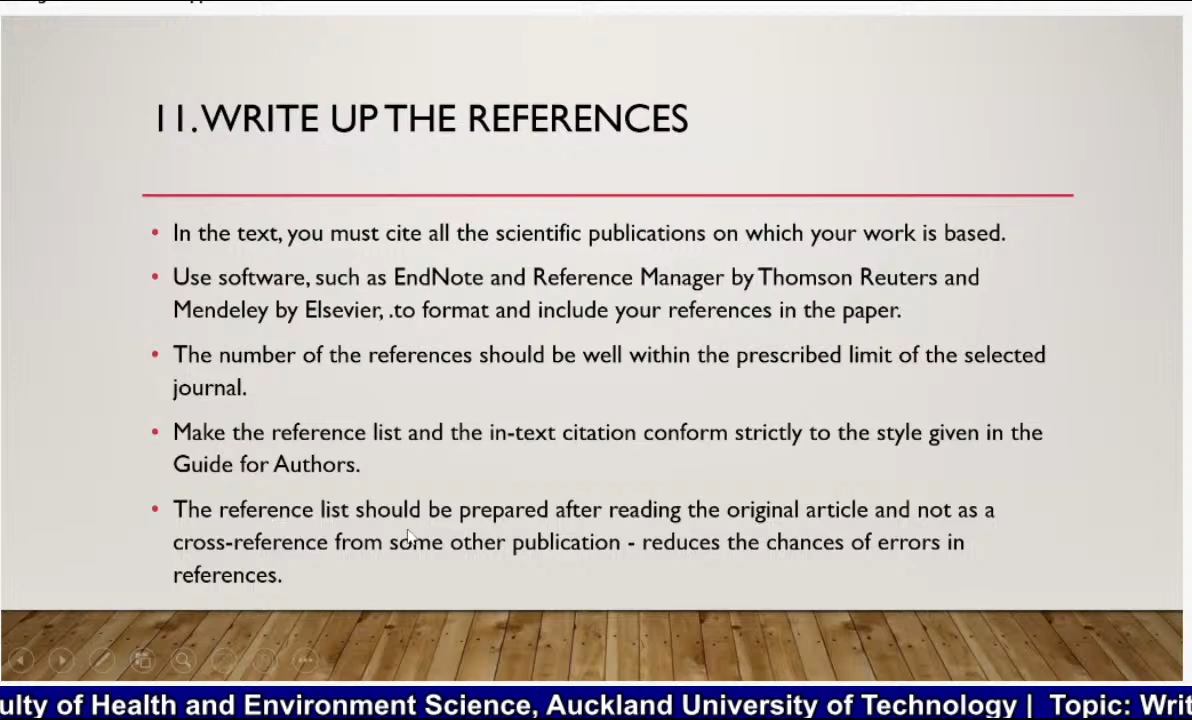 11. WRITE UP THE REFERENCES
• In the text, you must cite all the scientific publications on which your work is based.
• Use software, such as EndNote and Reference Manager by Thomson Reuters and
Mendeley by Elsevier, .to format and include your references in the paper.
• The number of the references should be well within the prescribed limit of the selected
journal.
• Make the reference list and the in-text citation conform strictly to the style given in the
Guide for Authors.
• The reference list should be prepared after reading the original article and not as a
cross-reference from some other publication - reduces the chances of errors in
references.
ulty of Health and Environment Science, Auckland University of Technology | Topic: Writ